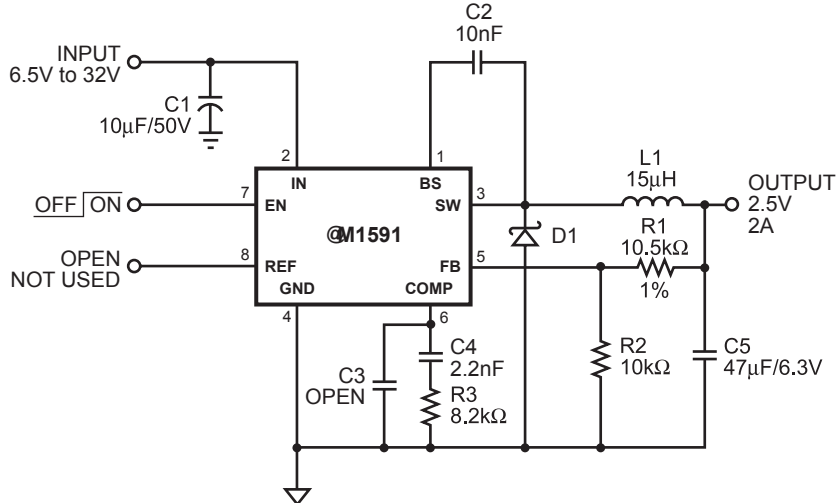 C2
10nF
INPUT
6.5V to 32V
C1
10µF/50V
2
1
IN
BS
L1
15µH
OUTPUT
2.5V
2A
OFF ON
7
EN
SW
3
D1
R1
10.5kΩ
1%
OPEN
NOT USED
8
REF
FB
5
GND
COMP
4
6
C3
OPEN
C4
2.2nF
R3
8.2kΩ
R2
10kΩ
C5
47µF/6.3V